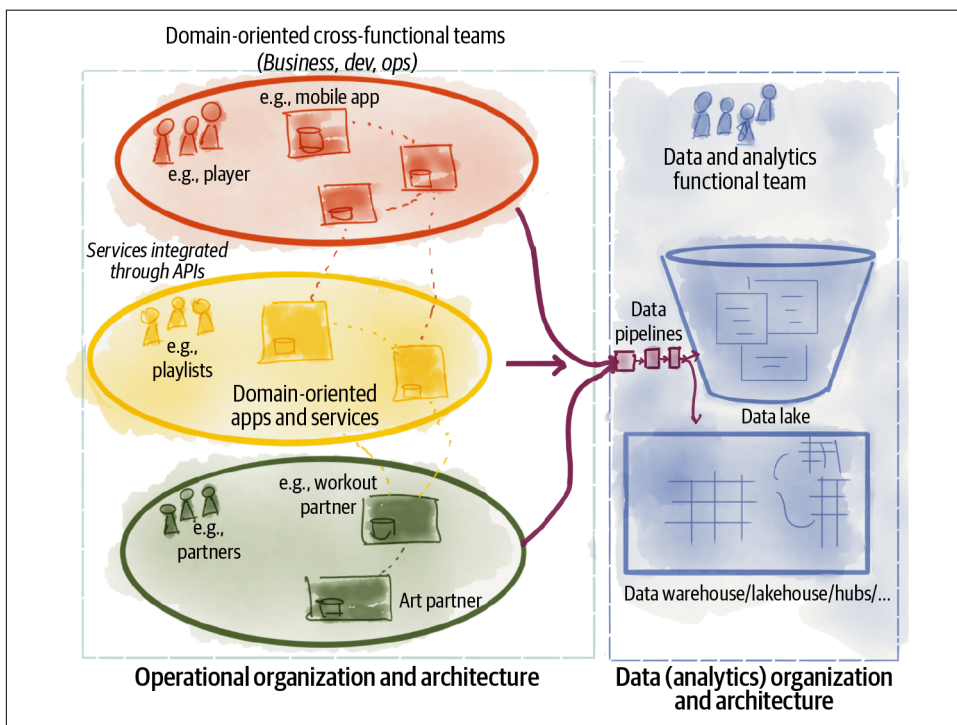 Domain-oriented cross-functional teams
(Business, dev, ops)
e.g., mobile app
e.g., player
Services integrated
through APIs
e.g.,
playlists
Domain-oriented
apps and services
e.g., workout
partner
e.g.,
partners
Art partner
Operational organization and architecture
Data and analytics
functional team
Data
pipelines
Data lake
Data warehouse/lakehouse/hubs/...
Data (analytics) organization
and architecture